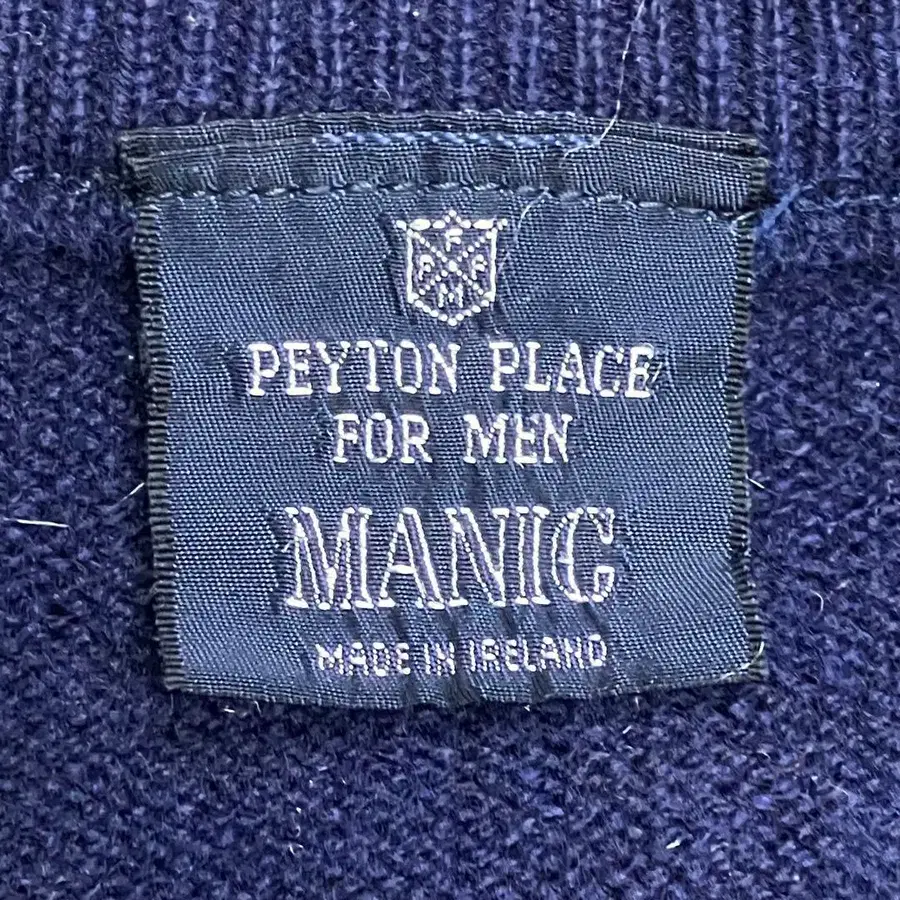 F
P P
M
PEYTON PLACE
FOR MEN
MANIC
MADE IN IRELAND